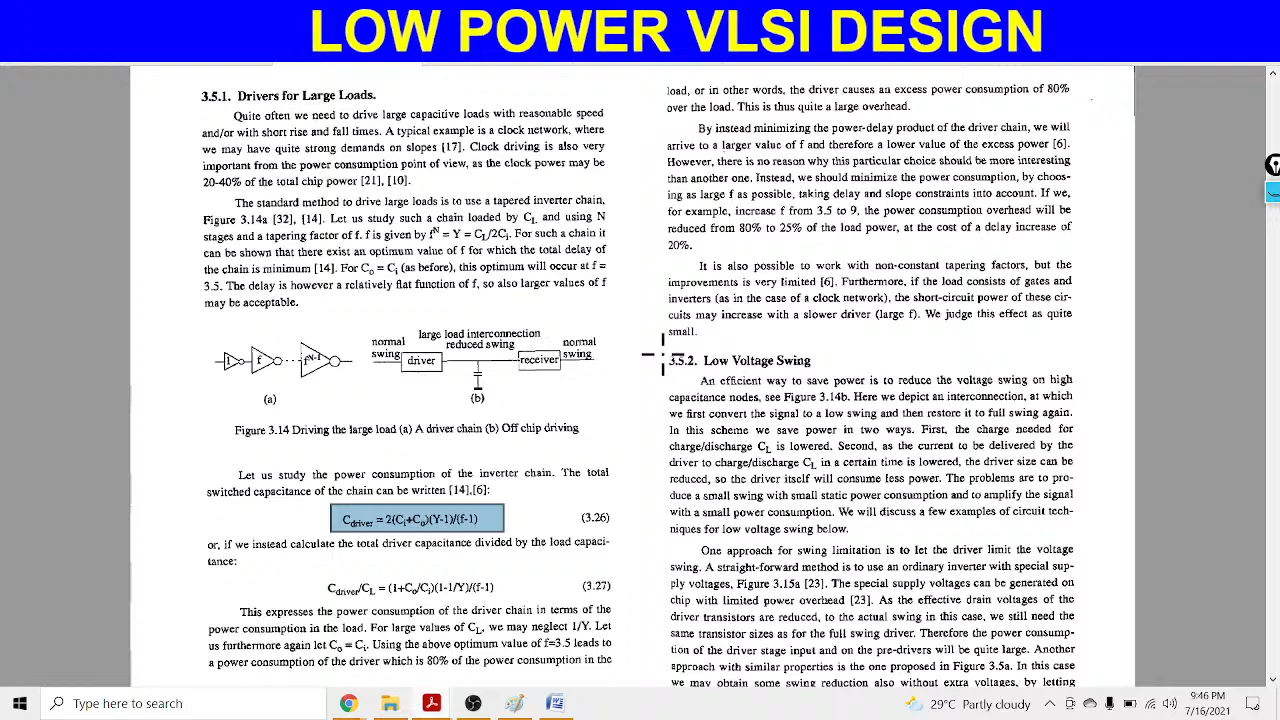 LOW POWER VLSI DESIGN
3.5.1. Drivers for Large Loads.
Quite often we need to drive large capacitive loads with reasonable speed
and/or with short rise and fall times. A typical example is a clock network, where
we may have quite strong demands on slopes [17]. Clock driving is also very
important from the power consumption point of view, as the clock power may be
20-40% of the total chip power [21], [10].
The standard method to drive large loads is to use a tapered inverter chain,
Figure 3.14a [32], [14]. Let us study such a chain loaded by CL and using N
stages and a tapering factor of f. f is given by f^N = Y = CL/2Ci. For such a chain it
can be shown that there exist an optimum value of f for which the total delay of
the chain is minimum [14]. For Co = Ci (as before), this optimum will occur at f =
3.5. The delay is however a relatively flat function of f, so also larger values of f
may be acceptable.
large load interconnection
normal reduced swing normal
swing swing
1 f f^N-1 driver receiver
(a) (b)
Figure 3.14 Driving the large load (a) A driver chain (b) Off chip driving
Let us study the power consumption of the inverter chain. The total
switched capacitance of the chain can be written [14],[6]:
Cdriver = 2(Ci+Co)(Y-1)/(f-1) (3.26)
or, if we instead calculate the total driver capacitance divided by the load capaci-
tance:
Cdriver/CL = (1+Co/Ci)(1-1/Y)/(f-1) (3.27)
This expresses the power consumption of the driver chain in terms of the
power consumption in the load. For large values of CL, we may neglect 1/Y. Let
us furthermore again let Co = Ci. Using the above optimum value of f=3.5 leads to
a power consumption of the driver which is 80% of the power consumption in the
load, or in other words, the driver causes an excess power consumption of 80%
over the load. This is thus quite a large overhead.
By instead minimizing the power-delay product of the driver chain, we will
arrive to a larger value of f and therefore a lower value of the excess power [6].
However, there is no reason why this particular choice should be more interesting
than another one. Instead, we should minimize the power consumption, by choos-
ing as large f as possible, taking delay and slope constraints into account. If we,
for example, increase f from 3.5 to 9, the power consumption overhead will be
reduced from 80% to 25% of the load power, at the cost of a delay increase of
20%.
It is also possible to work with non-constant tapering factors, but the
improvements is very limited [6]. Furthermore, if the load consists of gates and
inverters (as in the case of a clock network), the short-circuit power of these cir-
cuits may increase with a slower driver (large f). We judge this effect as quite
small.
3.5.2. Low Voltage Swing
An efficient way to save power is to reduce the voltage swing on high
capacitance nodes, see Figure 3.14b. Here we depict an interconnection, at which
we first convert the signal to a low swing and then restore it to full swing again.
In this scheme we save power in two ways. First, the charge needed for
charge/discharge CL is lowered. Second, as the current to be delivered by the
driver to charge/discharge CL in a certain time is lowered, the driver size can be
reduced, so the driver itself will consume less power. The problems are to pro-
duce a small swing with small static power consumption and to amplify the signal
with a small power consumption. We will discuss a few examples of circuit tech-
niques for low voltage swing below.
One approach for swing limitation is to let the driver limit the voltage
swing. A straight-forward method is to use an ordinary inverter with special sup-
ply voltages, Figure 3.15a [23]. The special supply voltages can be generated on
chip with limited power overhead [23]. As the effective drain voltages of the
driver transistors are reduced, to the actual swing in this case, we still need the
same transistor sizes as for the full swing driver. Therefore the power consump-
tion of the driver stage input and on the pre-drivers will be quite large. Another
approach with similar properties is the one proposed in Figure 3.5a. In this case
we may obtain some swing reduction also without extra voltages, by letting
Type here to search
29°C Partly cloudy
9:46 PM
7/16/2021